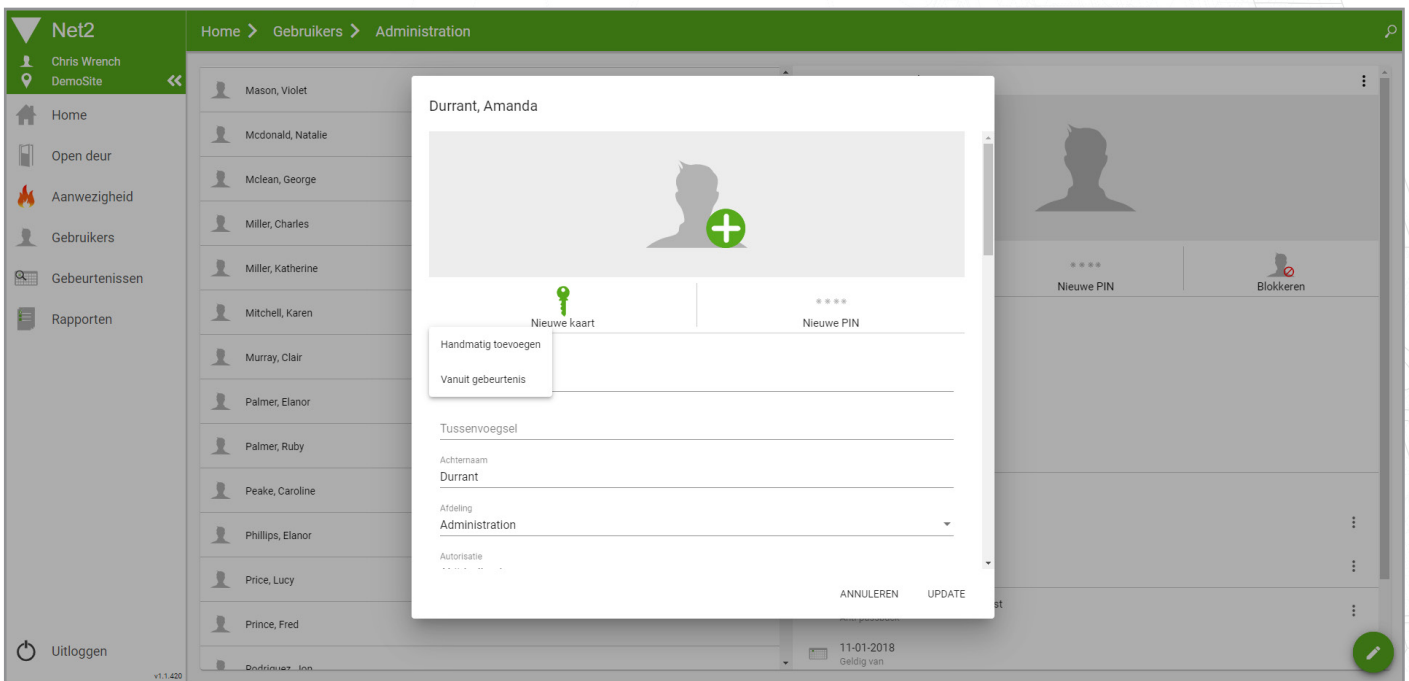 Net2
Home > Gebruikers > Administration
Chris Wrench
DemoSite
Home
Open deur
Aanwezigheid
Gebruikers
Gebeurtenissen
Rapporten
Uitloggen
v1.1.420
Mason, Violet
Mcdonald, Natalie
Mclean, George
Miller, Charles
Miller, Katherine
Mitchell, Karen
Murray, Clair
Palmer, Elanor
Palmer, Ruby
Peake, Caroline
Phillips, Elanor
Price, Lucy
Prince, Fred
Rodriguez, Jon
Durrant, Amanda
Nieuwe kaart
Nieuwe PIN
Handmatig toevoegen
Vanuit gebeurtenis
Tussenvoegsel
Achternaam
Durrant
Afdeling
Administration
Autorisatie
ANNULEREN UPDATE
Nieuwe PIN
Blokkeren
st
11-01-2018
Geldig van